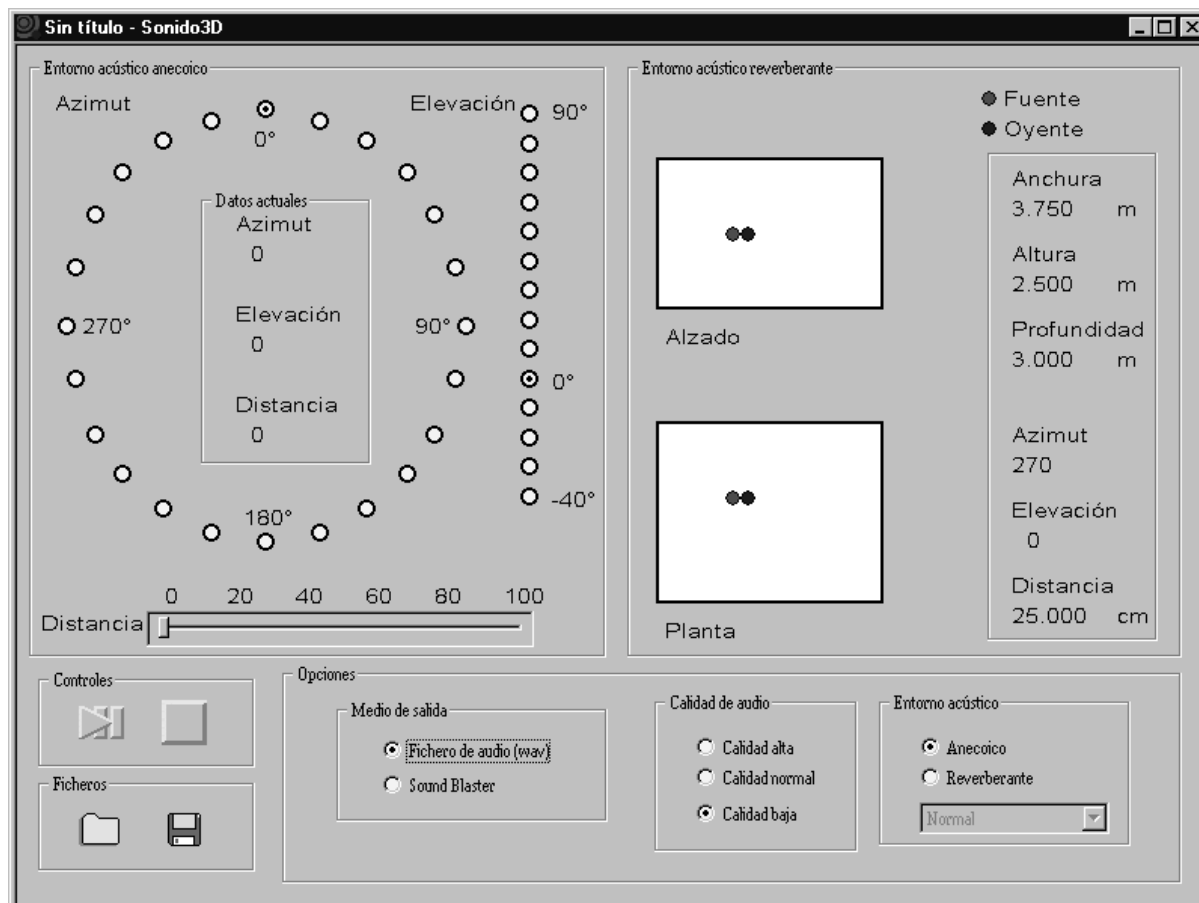 Sin título - Sonido3D
Entorno acústico anecoico
Azimut
Elevación
90°
0°
Datos actuales
Azimut
0
Elevación
0
Distancia
0
270°
90°
0°
180°
-40°
0 20 40 60 80 100
Distancia
Entorno acústico reverberante
Fuente
Oyente
Alzado
Planta
Anchura
3.750 m
Altura
2.500 m
Profundidad
3.000 m
Azimut
270
Elevación
0
Distancia
25.000 cm
Controles
Ficheros
Opciones
Medio de salida
Fichero de audio (wav)
Sound Blaster
Calidad de audio
Calidad alta
Calidad normal
Calidad baja
Entorno acústico
Anecoico
Reverberante
Normal